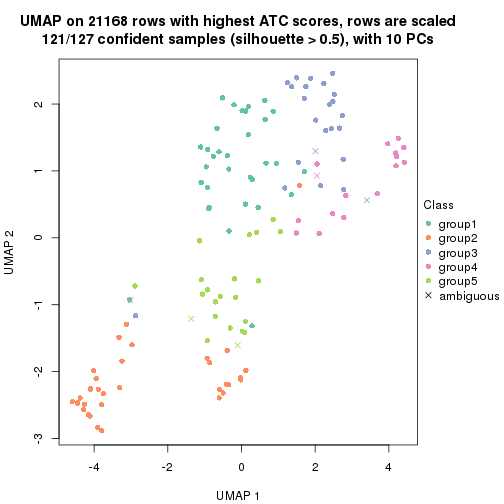 UMAP on 21168 rows with highest ATC scores, rows are scaled
121/127 confident samples (silhouette > 0.5), with 10 PCs
2
1
0
-1
-2
-3
UMAP 2
-4
-2
0
2
4
UMAP 1
Class
group1
group2
group3
group4
group5
ambiguous